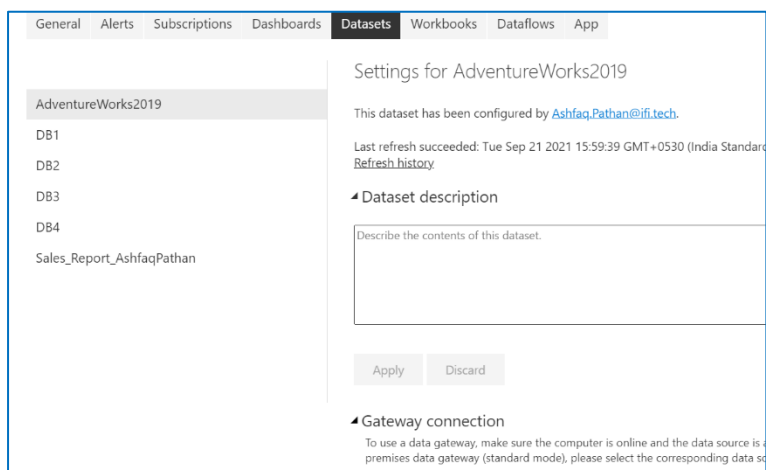 General Alerts Subscriptions Dashboards Datasets Workbooks Dataflows App
Settings for AdventureWorks2019
AdventureWorks2019
DB1
DB2
DB3
DB4
Sales_Report_AshfaqPathan
This dataset has been configured by Ashfaq.Pathan@ifi.tech.
Last refresh succeeded: Tue Sep 21 2021 15:59:39 GMT+0530 (India Standard
Refresh history
Dataset description
Describe the contents of this dataset.
Apply Discard
Gateway connection
To use a data gateway, make sure the computer is online and the data source is
premises data gateway (standard mode), please select the corresponding data